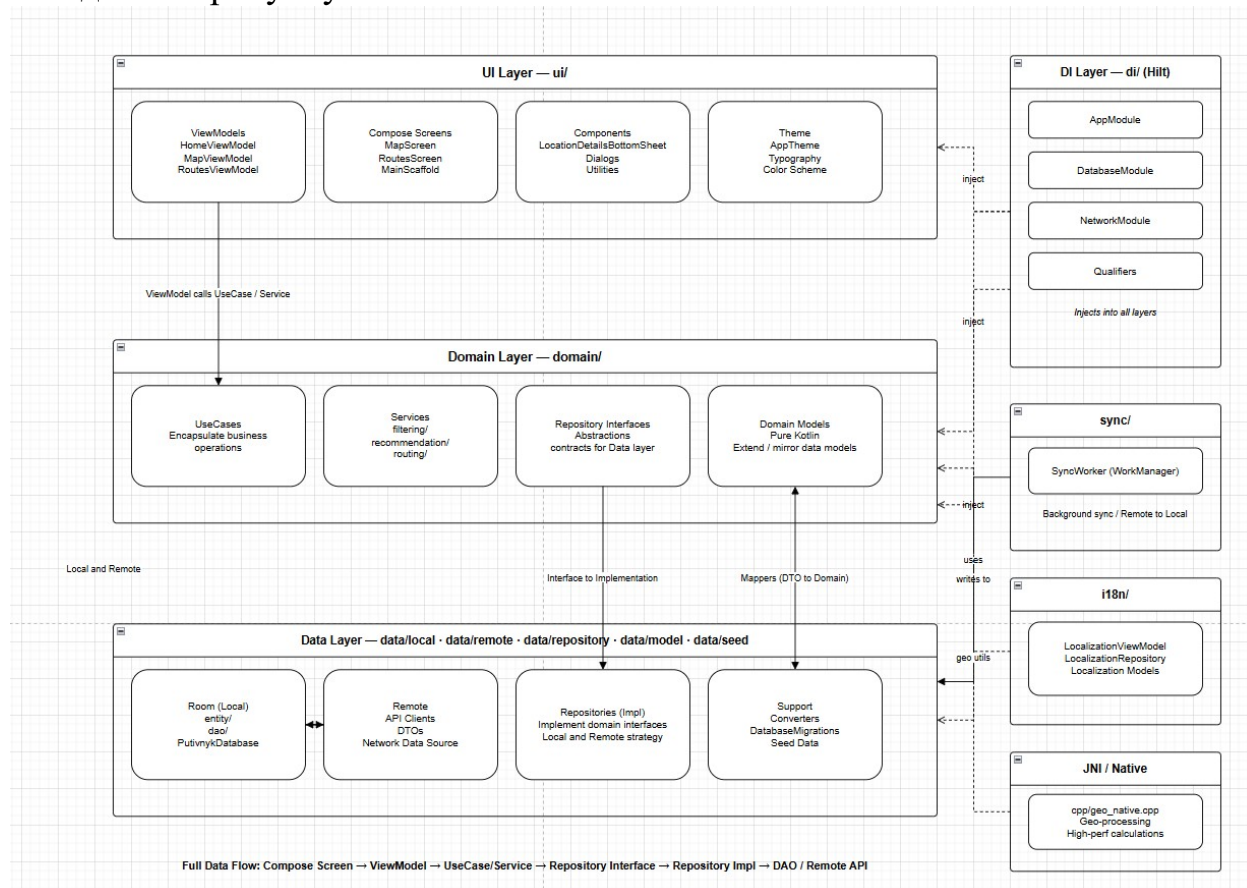 UI Layer — ui/
ViewModels
HomeViewModel
MapViewModel
RoutesViewModel
Compose Screens
MapScreen
RoutesScreen
MainScaffold
Components
LocationDetailsBottomSheet
Dialogs
Utilities
Theme
AppTheme
Typography
Color Scheme
DI Layer — di/ (Hilt)
AppModule
DatabaseModule
NetworkModule
Qualifiers
Injects into all layers
inject
inject
inject
ViewModel calls UseCase / Service
Domain Layer — domain/
UseCases
Encapsulate business
operations
Services
filtering/
recommendation/
routing/
Repository Interfaces
Abstractions
contracts for Data layer
Domain Models
Pure Kotlin
Extend / mirror data models
sync/
SyncWorker (WorkManager)
Background sync / Remote to Local
uses
writes to
geo utils
Local and Remote
Interface to Implementation
Mappers (DTO to Domain)
i18n/
LocalizationViewModel
LocalizationRepository
Localization Models
Data Layer — data/local · data/remote · data/repository · data/model · data/seed
Room (Local)
entity/
dao/
PutivnykDatabase
Remote
API Clients
DTOs
Network Data Source
Repositories (Impl)
Implement domain interfaces
Local and Remote strategy
Support
Converters
DatabaseMigrations
Seed Data
JNI / Native
cpp/geo_native.cpp
Geo-processing
High-perf calculations
Full Data Flow: Compose Screen → ViewModel → UseCase/Service → Repository Interface → Repository Impl → DAO / Remote API